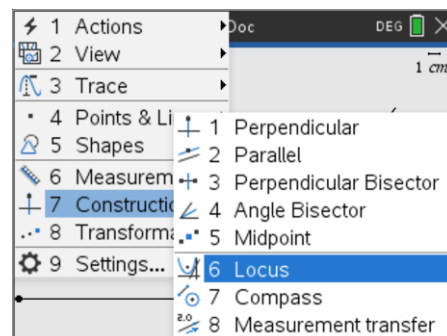 1 Actions
Doc DEG
2 View
1 cm
3 Trace
4 Points & Li
1 Perpendicular
5 Shapes
2 Parallel
6 Measurem
3 Perpendicular Bisector
7 Constructio
4 Angle Bisector
8 Transforma
5 Midpoint
9 Settings...
6 Locus
7 Compass
2.0
8 Measurement transfer